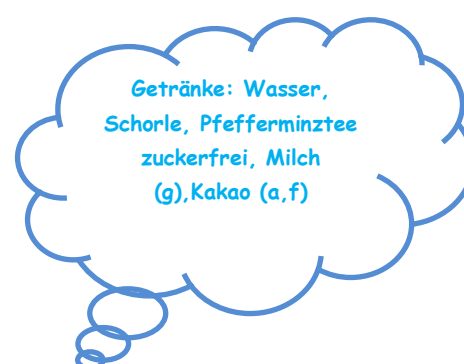 Getränke: Wasser,
Schorle, Pfefferminztee
zuckerfrei, Milch
(g),Kakao (a,f)